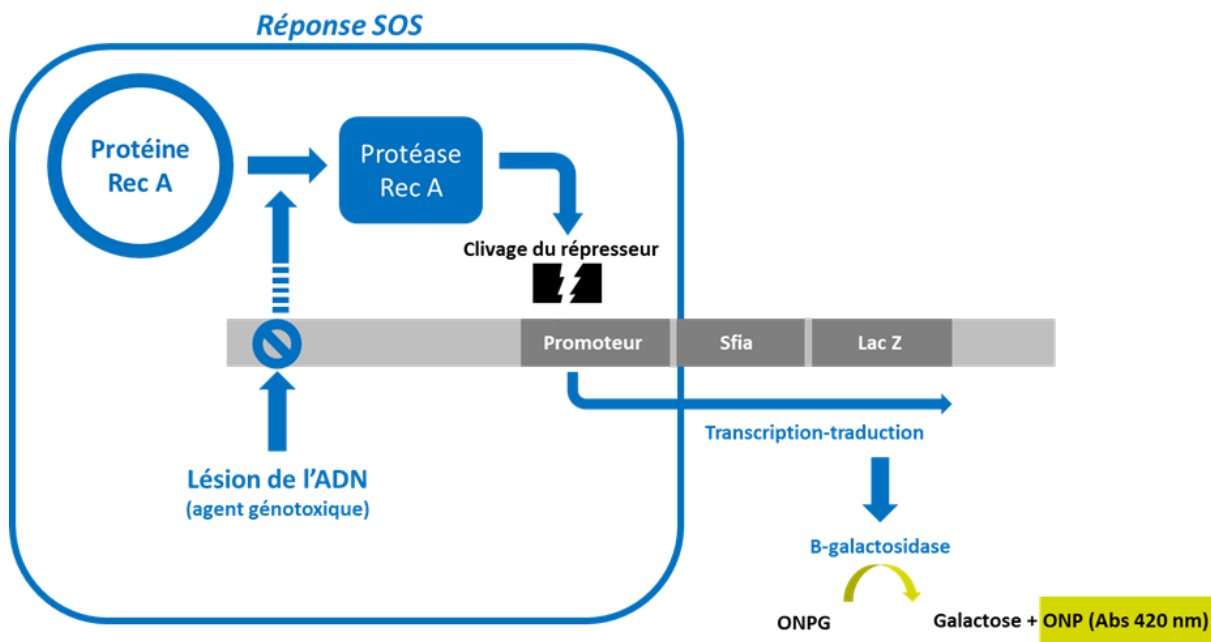 Réponse SOS
Protéine
Rec A
Protéase
Rec A
Clivage du répresseur
Promoteur
Sfia
Lac Z
Transcription-traduction
Lésion de l'ADN
(agent génotoxique)
B-galactosidase
ONPG
Galactose + ONP (Abs 420 nm)